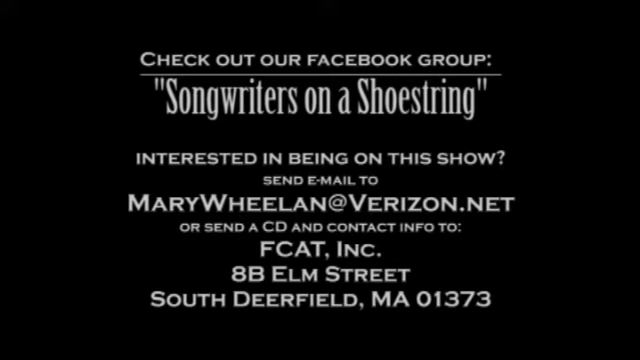 Check out our facebook group:
"Songwriters on a Shoestring"
interested in being on this show?
send e-mail to
MaryWheelan@Verizon.net
or send a CD and contact info to:
FCAT, Inc.
8B Elm Street
South Deerfield, MA 01373